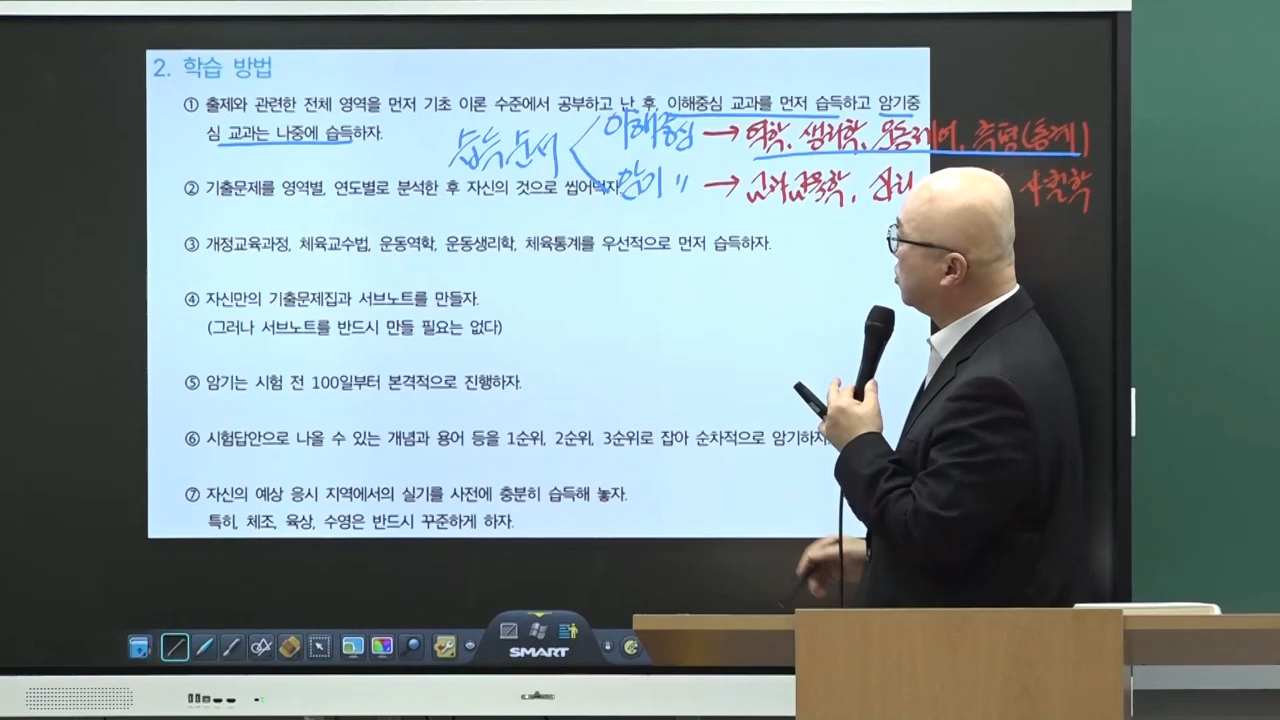 2. 학습 방법
① 출제와 관련한 전체 영역을 먼저 기초 이론 수준에서 공부하고 난 후, 이해중심 교과를 먼저 습득하고 암기중
심 교과는 나중에 습득하자.
습득순서 이해중심 → 역학, 생리학, 운동제어, 측평(통계)
암기 〃 → 교과교육학, 심리 사철학
② 기출문제를 영역별, 연도별로 분석한 후 자신의 것으로 씹어먹자
③ 개정교육과정, 체육교수법, 운동역학, 운동생리학, 체육통계를 우선적으로 먼저 습득하자.
④ 자신만의 기출문제집과 서브노트를 만들자.
(그러나 서브노트를 반드시 만들 필요는 없다)
⑤ 암기는 시험 전 100일부터 본격적으로 진행하자.
⑥ 시험답안으로 나올 수 있는 개념과 용어 등을 1순위, 2순위, 3순위로 잡아 순차적으로 암기하자
⑦ 자신의 예상 응시 지역에서의 실기를 사전에 충분히 습득해 놓자.
특히, 체조, 육상, 수영은 반드시 꾸준하게 하자.
SMART